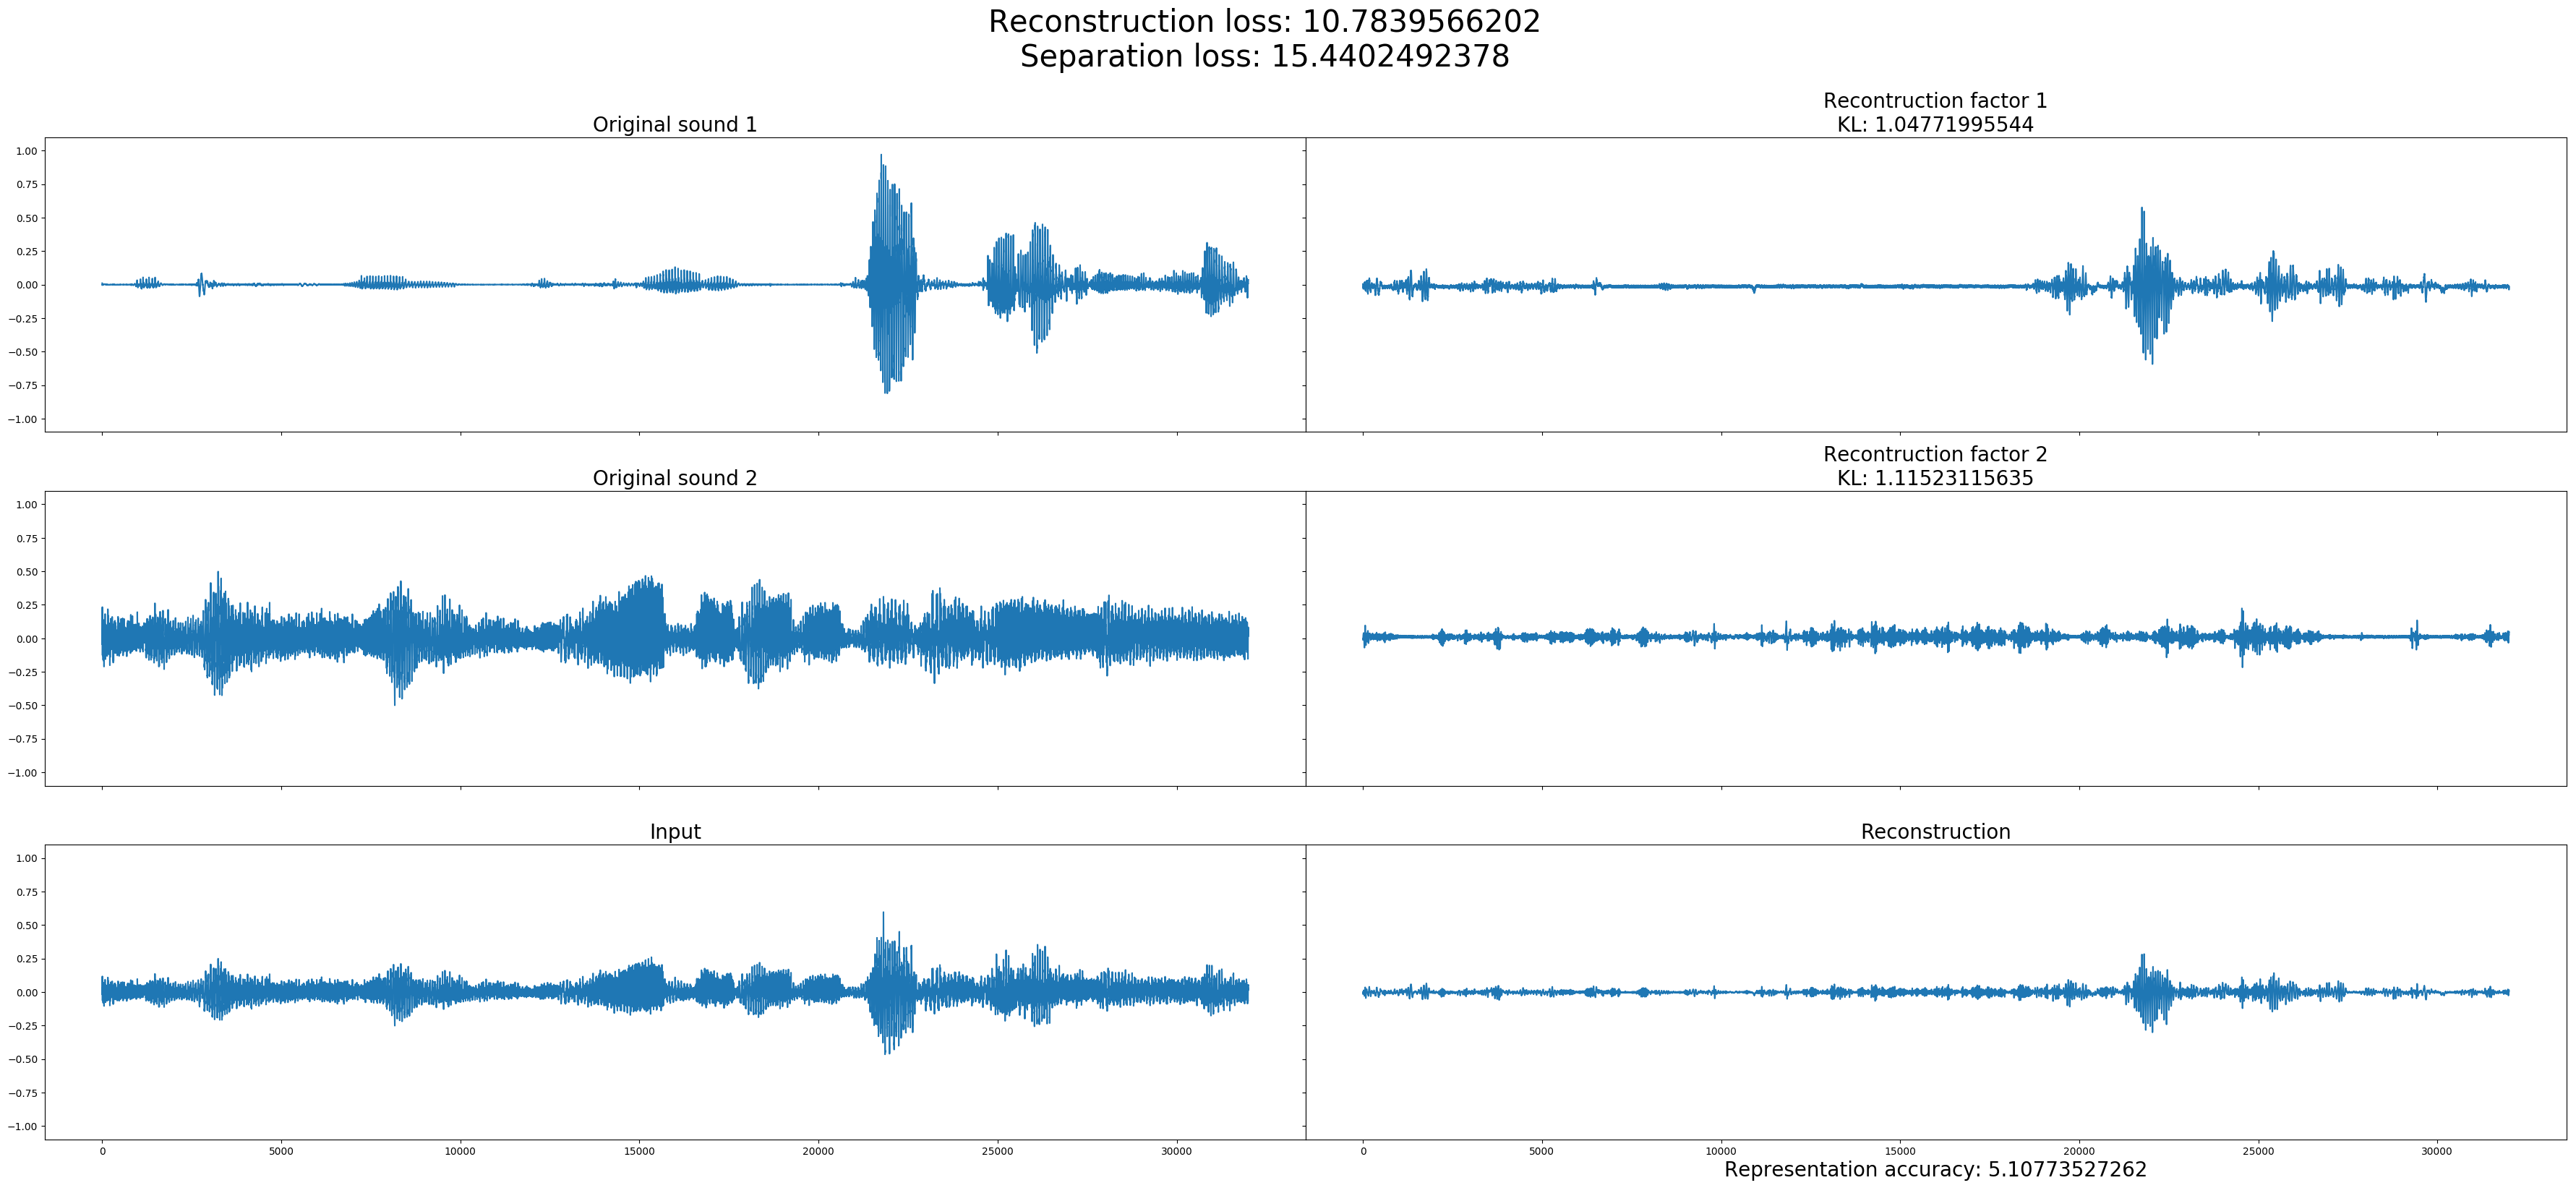 Reconstruction loss: 10.7839566202
Separation loss: 15.4402492378
Original sound 1
Recontruction factor 1
KL: 1.04771995544
1.00
0.75
0.50
0.25
0.00
−0.25
−0.50
−0.75
−1.00
Original sound 2
Recontruction factor 2
KL: 1.11523115635
1.00
0.75
0.50
0.25
0.00
−0.25
−0.50
−0.75
−1.00
Input
Reconstruction
1.00
0.75
0.50
0.25
0.00
−0.25
−0.50
−0.75
−1.00
0 5000 10000 15000 20000 25000 30000
0 5000 10000 15000 20000 25000 30000
Representation accuracy: 5.10773527262